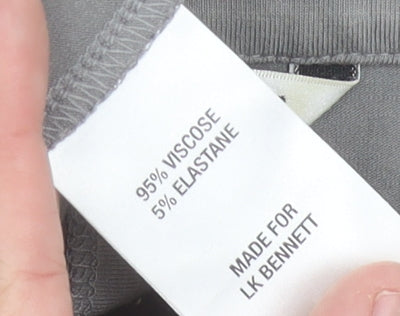 95% VISCOSE
5% ELASTANE
MADE FOR
LK BENNETT